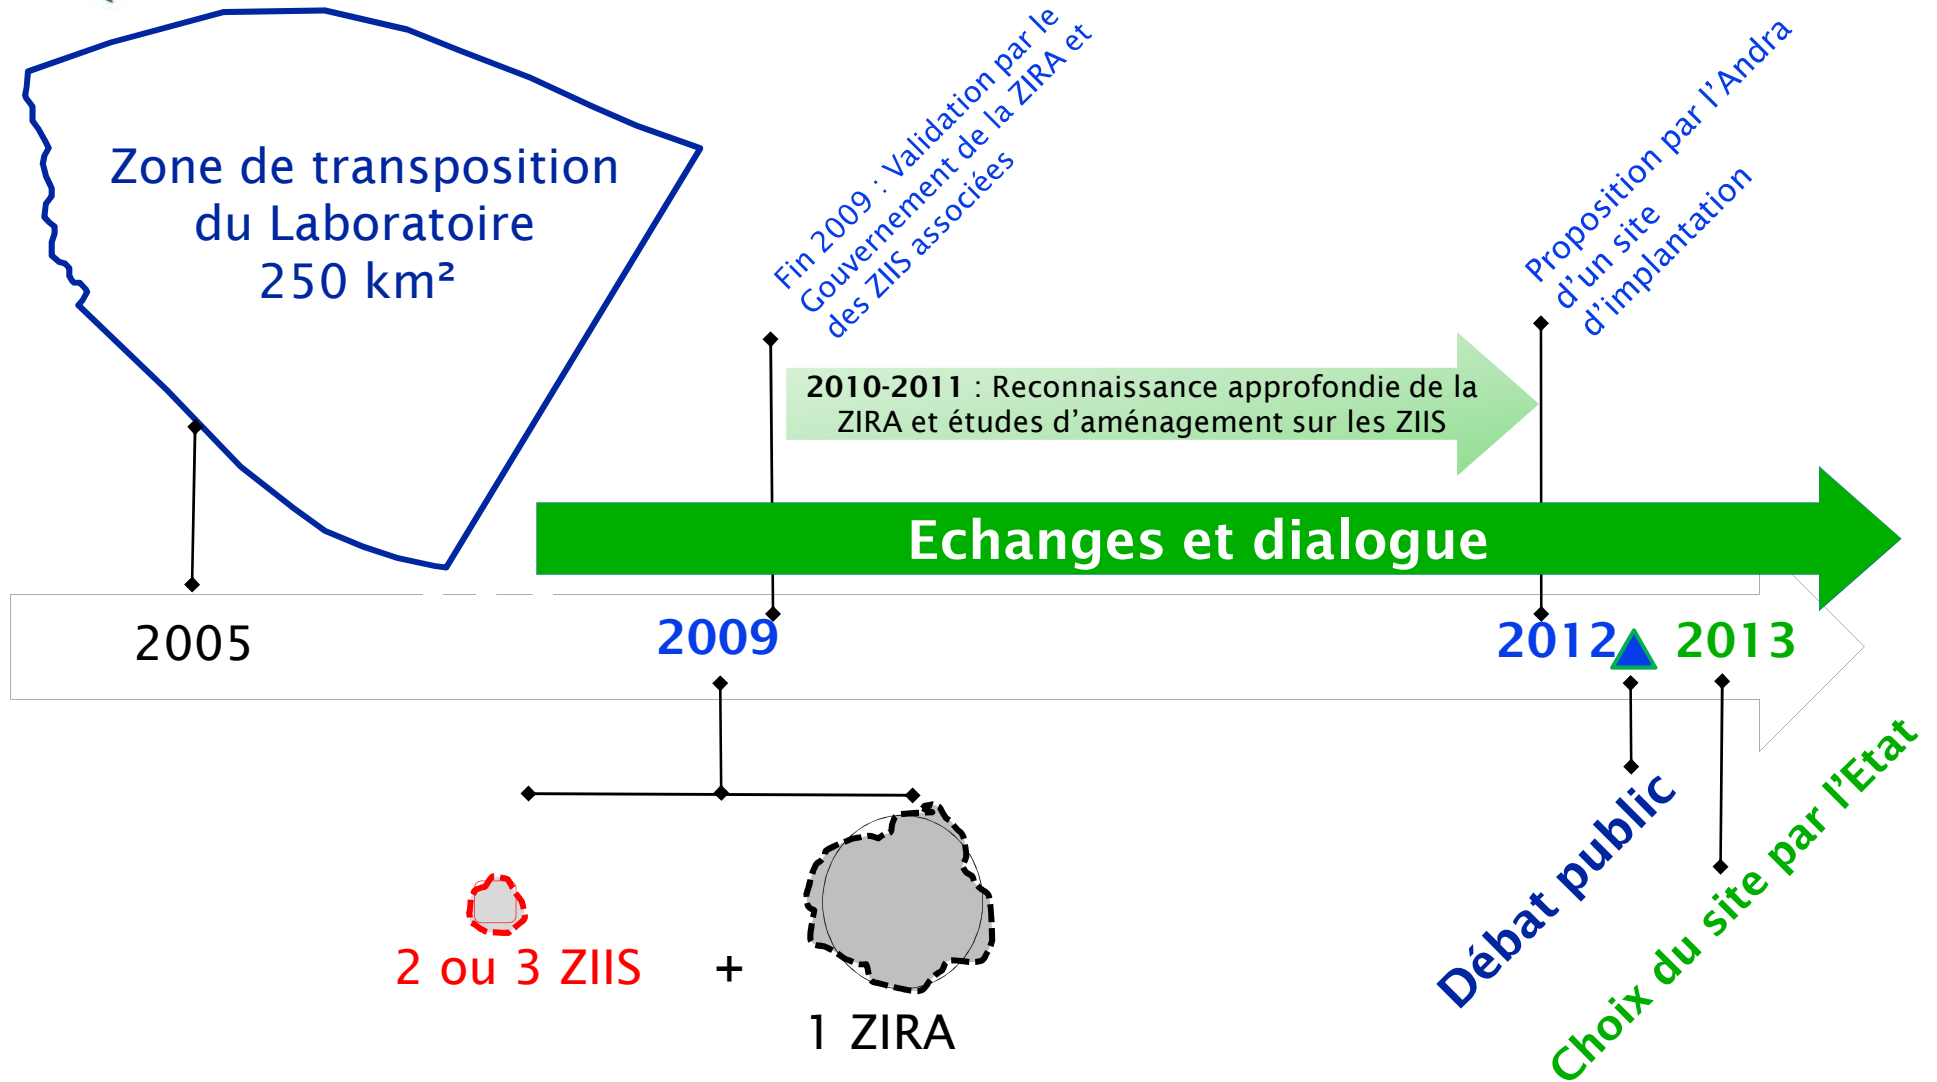 Zone de transposition
du Laboratoire
250 km²
Fin 2009 : Validation par le
Gouvernement de la ZIRA et
des ZIIS associées
Proposition par l’Andra
d’un site
d’implantation
2010-2011 : Reconnaissance approfondie de la
ZIRA et études d’aménagement sur les ZIIS
Echanges et dialogue
2005
2009
2012
2013
2 ou 3 ZIIS
+
1 ZIRA
Débat public
Choix du site par l’Etat